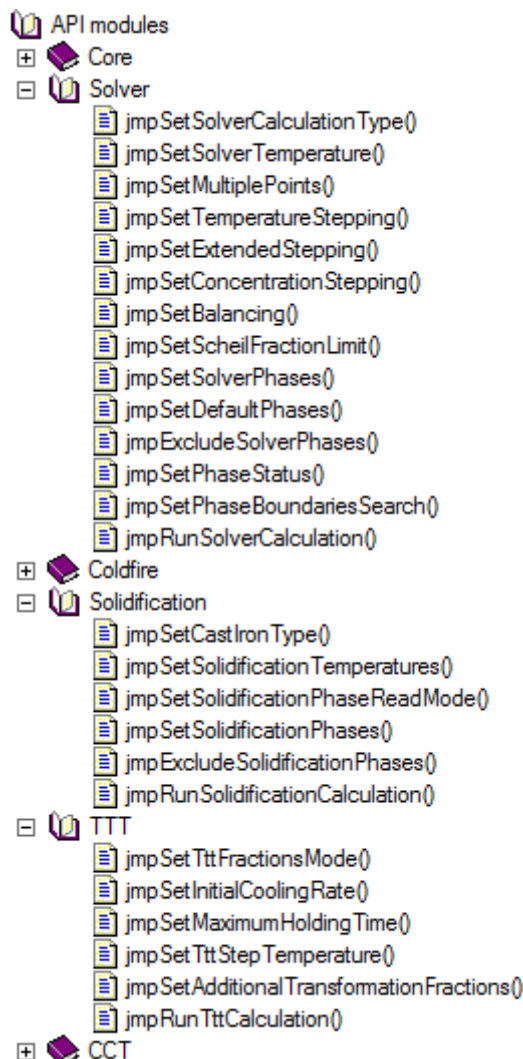 API modules
Core
Solver
jmpSetSolverCalculationType()
jmpSetSolverTemperature()
jmpSetMultiplePoints()
jmpSetTemperatureStepping()
jmpSetExtendedStepping()
jmpSetConcentrationStepping()
jmpSetBalancing()
jmpSetScheilFractionLimit()
jmpSetSolverPhases()
jmpSetDefaultPhases()
jmpExcludeSolverPhases()
jmpSetPhaseStatus()
jmpSetPhaseBoundariesSearch()
jmpRunSolverCalculation()
Coldfire
Solidification
jmpSetCastIronType()
jmpSetSolidificationTemperatures()
jmpSetSolidificationPhaseReadMode()
jmpSetSolidificationPhases()
jmpExcludeSolidificationPhases()
jmpRunSolidificationCalculation()
TTT
jmpSetTttFractionsMode()
jmpSetInitialCoolingRate()
jmpSetMaximumHoldingTime()
jmpSetTttStepTemperature()
jmpSetAdditionalTransformationFractions()
jmpRunTttCalculation()
CCT